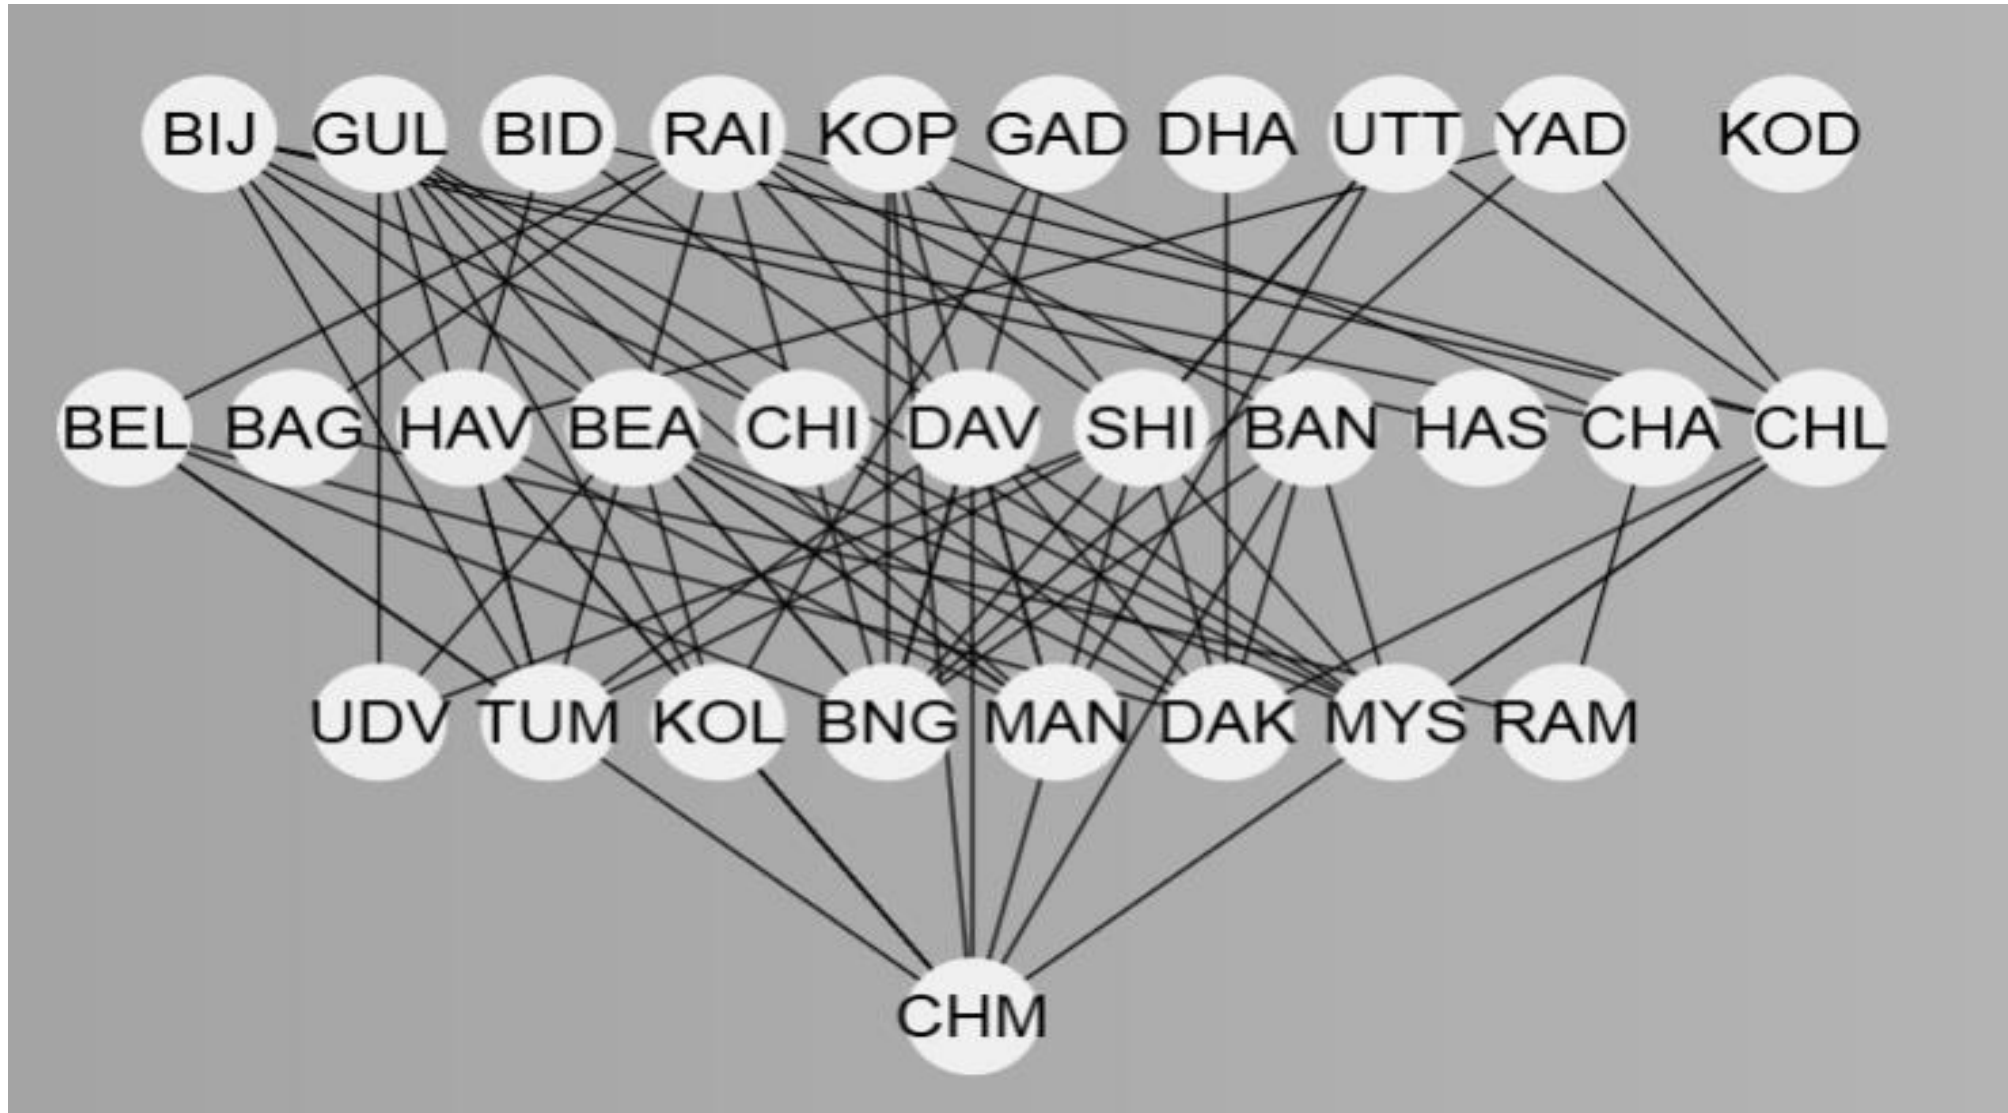 BIJ GUL BID RAI KOP GAD DHA UTT YAD KOD
BEL BAG HAV BEA CHI DAV SHI BAN HAS CHA CHL
UDV TUM KOL BNG MAN DAK MYS RAM
CHM